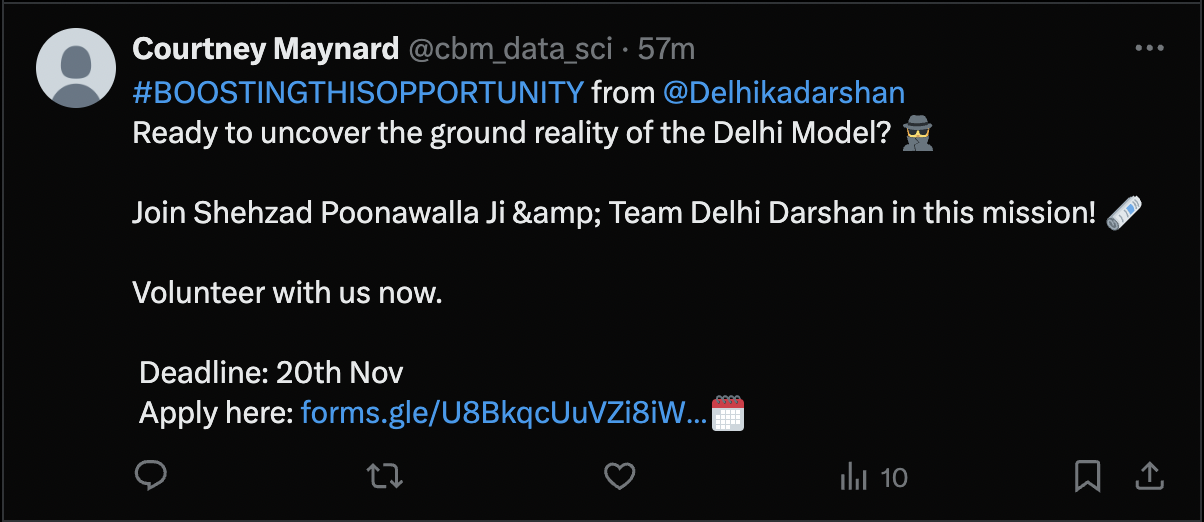 Courtney Maynard @cbm_data_sci · 57m
#BOOSTINGTHISOPPORTUNITY from @Delhikadarshan
Ready to uncover the ground reality of the Delhi Model? 🕵️
Join Shehzad Poonawalla Ji &amp; Team Delhi Darshan in this mission! 🗞️
Volunteer with us now.
Deadline: 20th Nov
Apply here: forms.gle/U8BkqcUuVZi8iW...🗓️
10